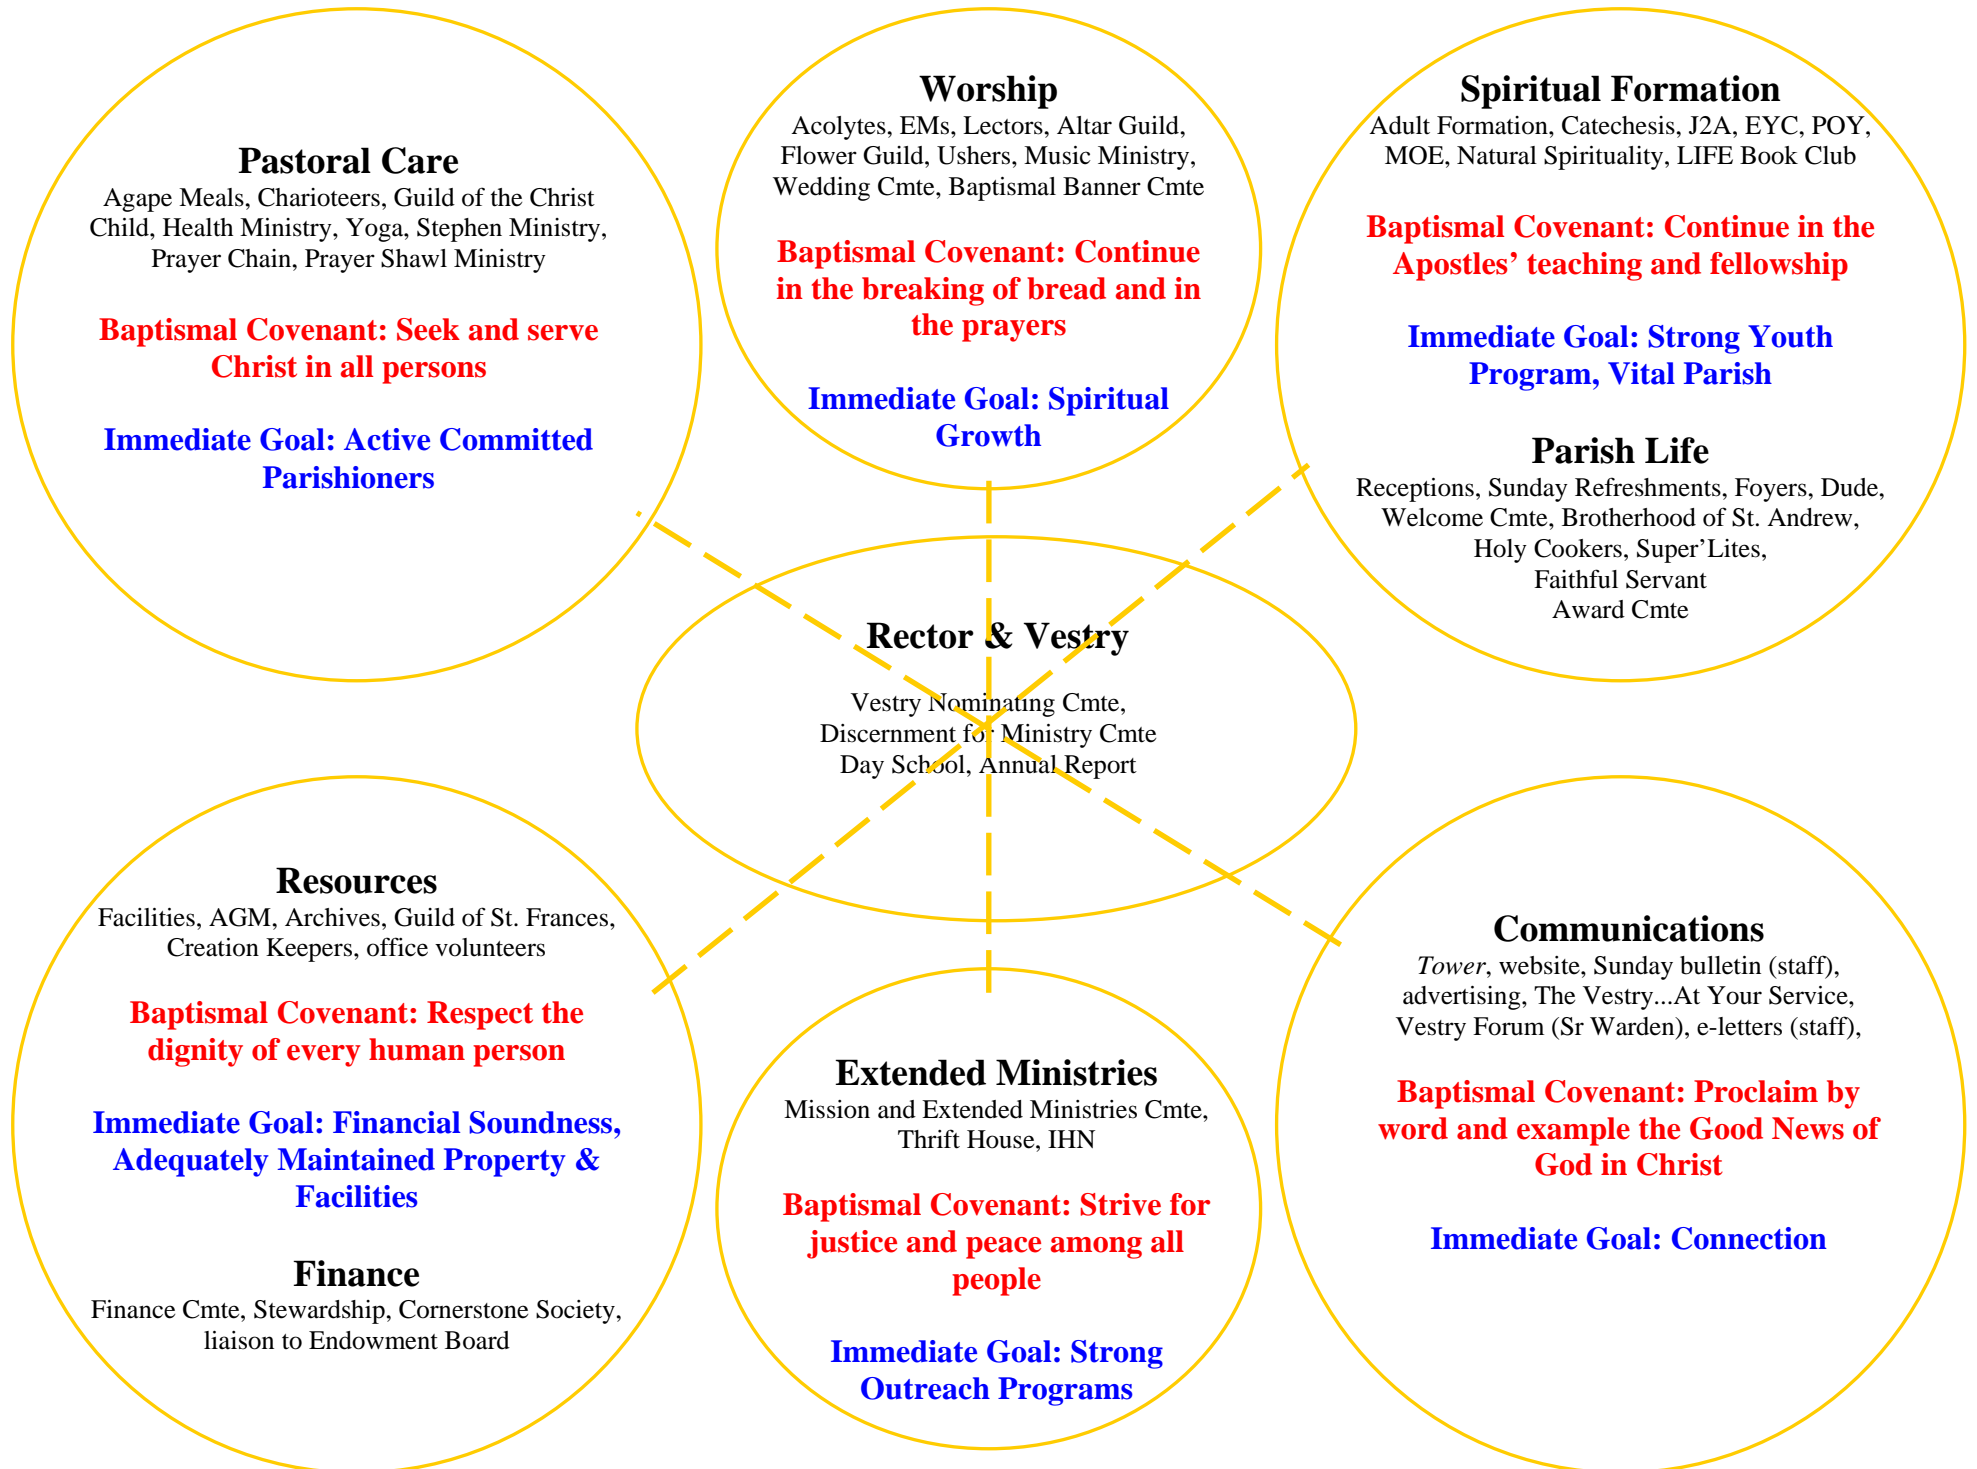 Pastoral Care
Agape Meals, Charioteers, Guild of the Christ
Child, Health Ministry, Yoga, Stephen Ministry,
Prayer Chain, Prayer Shawl Ministry
Baptismal Covenant: Seek and serve
Christ in all persons
Immediate Goal: Active Committed
Parishioners
Worship
Acolytes, EMs, Lectors, Altar Guild,
Flower Guild, Ushers, Music Ministry,
Wedding Cmte, Baptismal Banner Cmte
Baptismal Covenant: Continue
in the breaking of bread and in
the prayers
Immediate Goal: Spiritual
Growth
Spiritual Formation
Adult Formation, Catechesis, J2A, EYC, POY,
MOE, Natural Spirituality, LIFE Book Club
Baptismal Covenant: Continue in the
Apostles’ teaching and fellowship
Immediate Goal: Strong Youth
Program, Vital Parish
Parish Life
Receptions, Sunday Refreshments, Foyers, Dude,
Welcome Cmte, Brotherhood of St. Andrew,
Holy Cookers, Super’Lites,
Faithful Servant
Award Cmte
Rector & Vestry
Vestry Nominating Cmte,
Discernment for Ministry Cmte
Day School, Annual Report
Resources
Facilities, AGM, Archives, Guild of St. Frances,
Creation Keepers, office volunteers
Baptismal Covenant: Respect the
dignity of every human person
Immediate Goal: Financial Soundness,
Adequately Maintained Property &
Facilities
Finance
Finance Cmte, Stewardship, Cornerstone Society,
liaison to Endowment Board
Extended Ministries
Mission and Extended Ministries Cmte,
Thrift House, IHN
Baptismal Covenant: Strive for
justice and peace among all
people
Immediate Goal: Strong
Outreach Programs
Communications
Tower, website, Sunday bulletin (staff),
advertising, The Vestry...At Your Service,
Vestry Forum (Sr Warden), e-letters (staff),
Baptismal Covenant: Proclaim by
word and example the Good News of
God in Christ
Immediate Goal: Connection